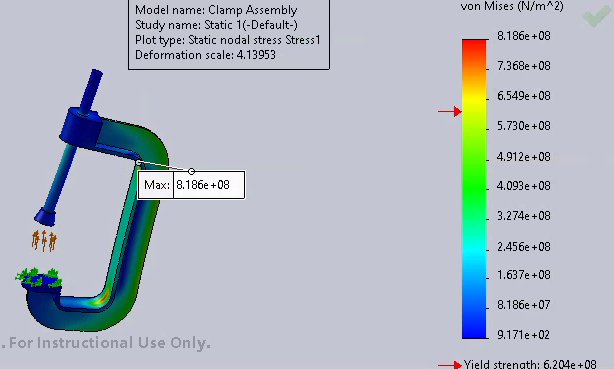 Model name: Clamp Assembly
Study name: Static 1(-Default-)
Plot type: Static nodal stress Stress1
Deformation scale: 4.13953
von Mises (N/m^2)
8.186e+08
7.368e+08
6.549e+08
5.730e+08
4.912e+08
4.093e+08
3.274e+08
2.456e+08
1.637e+08
8.186e+07
9.171e+02
Yield strength: 6.204e+08
Max: 8.186e+08
. For Instructional Use Only.